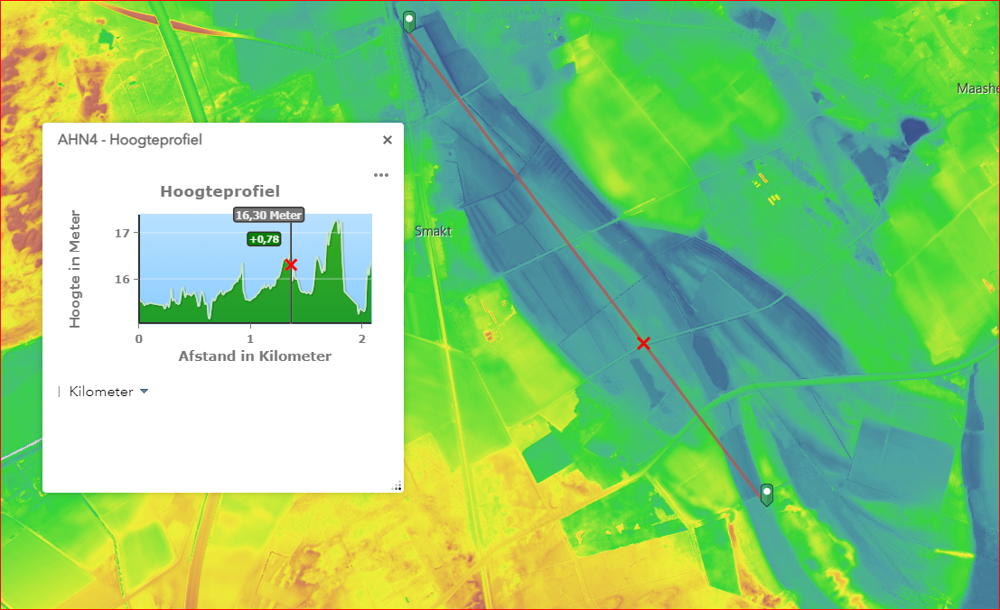 Maashe
AHN4 - Hoogteprofiel
Hoogteprofiel
16,30 Meter
+0,78
Hoogte in Meter
17
16
0 1 2
Afstand in Kilometer
| Kilometer
Smakt